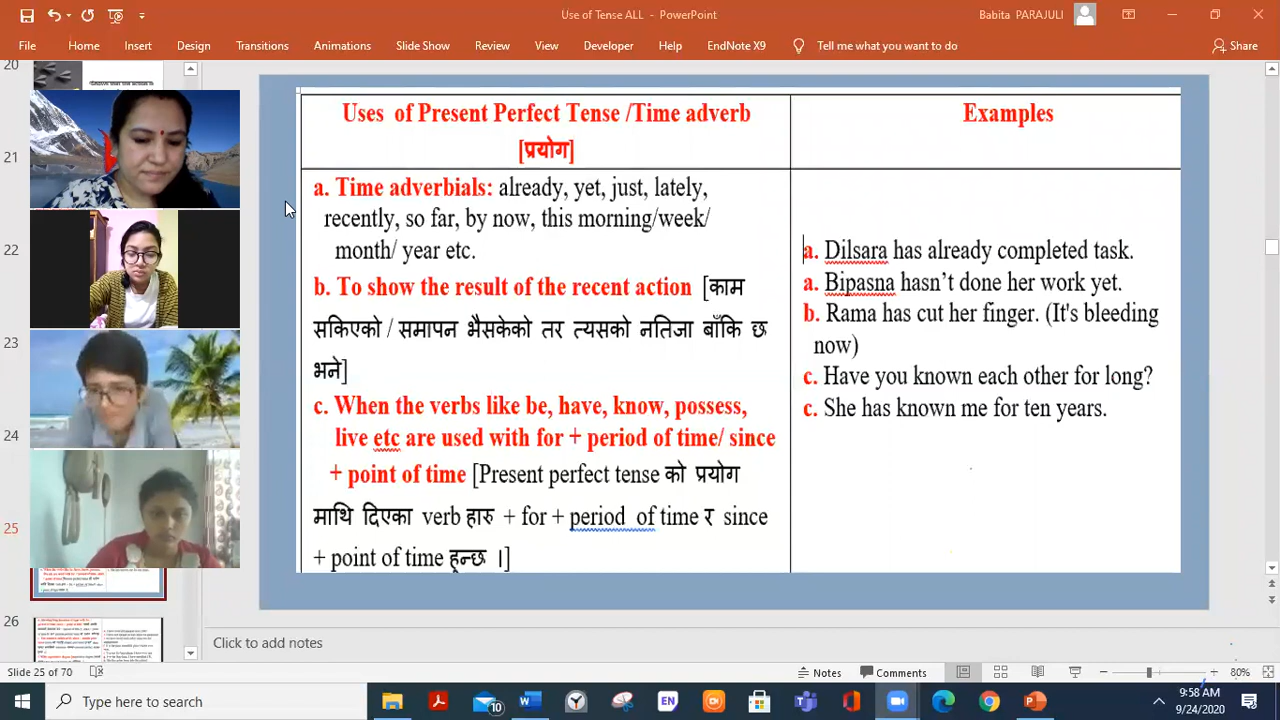 Use of Tense ALL - PowerPoint
Babita PARAJULI
File
Home
Insert
Design
Transitions
Animations
Slide Show
Review
View
Developer
Help
EndNote X9
Tell me what you want to do
Share
20
21
22
23
24
25
26
Uses of Present Perfect Tense /Time adverb
[प्रयोग]
Examples
a. Time adverbials: already, yet, just, lately,
recently, so far, by now, this morning/week/
month/ year etc.
b. To show the result of the recent action [काम
सकिएको / समापन भैसकेको तर त्यसको नतिजा बाँकि छ
भने]
c. When the verbs like be, have, know, possess,
live etc are used with for + period of time/ since
+ point of time [Present perfect tense को प्रयोग
माथि दिएका verb हारु + for + period of time र since
+ point of time हुन्छ ।]
a. Dilsara has already completed task.
a. Bipasna hasn't done her work yet.
b. Rama has cut her finger. (It's bleeding
now)
c. Have you known each other for long?
c. She has known me for ten years.
Click to add notes
Slide 25 of 70
Notes
Comments
80%
Type here to search
10
EN
9:58 AM
9/24/2020